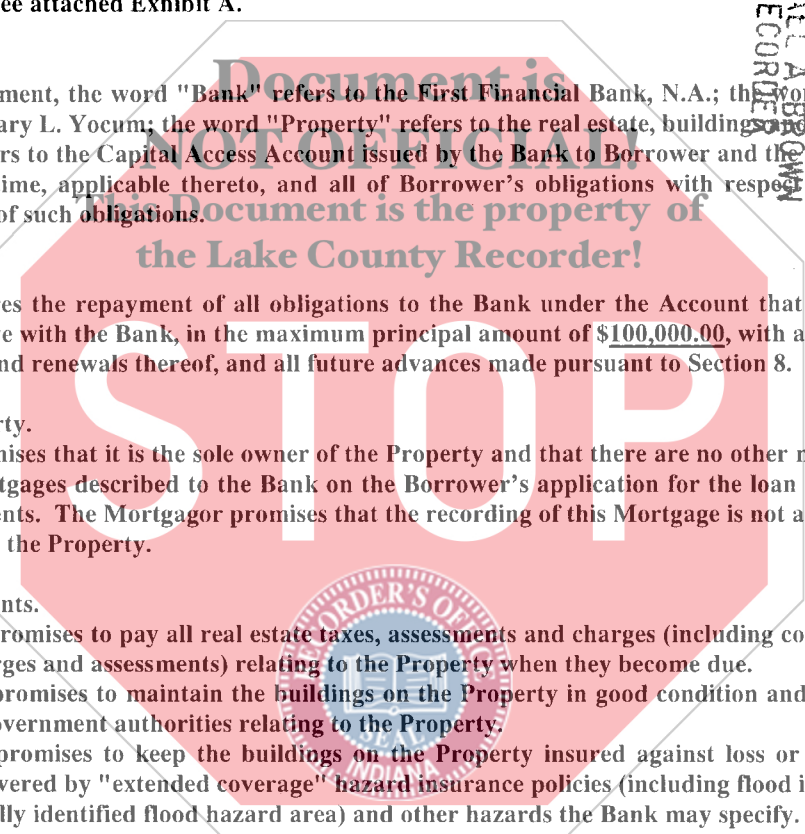 ee attached Exhibit A.
Document is
NOT OFFICIAL!
This Document is the property of
the Lake County Recorder!
ment, the word "Bank" refers to the First Financial Bank, N.A.; the wor
ary L. Yocum; the word "Property" refers to the real estate, buildings and
rs to the Capital Access Account issued by the Bank to Borrower and the
ime, applicable thereto, and all of Borrower's obligations with respect
of such obligations.
es the repayment of all obligations to the Bank under the Account that
e with the Bank, in the maximum principal amount of $100,000.00, with a
nd renewals thereof, and all future advances made pursuant to Section 8.
rty.
nises that it is the sole owner of the Property and that there are no other n
tgages described to the Bank on the Borrower's application for the loan
ents. The Mortgagor promises that the recording of this Mortgage is not a
the Property.
nts.
romises to pay all real estate taxes, assessments and charges (including co
rges and assessments) relating to the Property when they become due.
promises to maintain the buildings on the Property in good condition and
overnment authorities relating to the Property.
promises to keep the buildings on the Property insured against loss or
vered by "extended coverage" hazard insurance policies (including flood i
lly identified flood hazard area) and other hazards the Bank may specify.
STOP
RECORDER'S OFFICE
SEAL
INDIANA
A BROWN
ECORDER